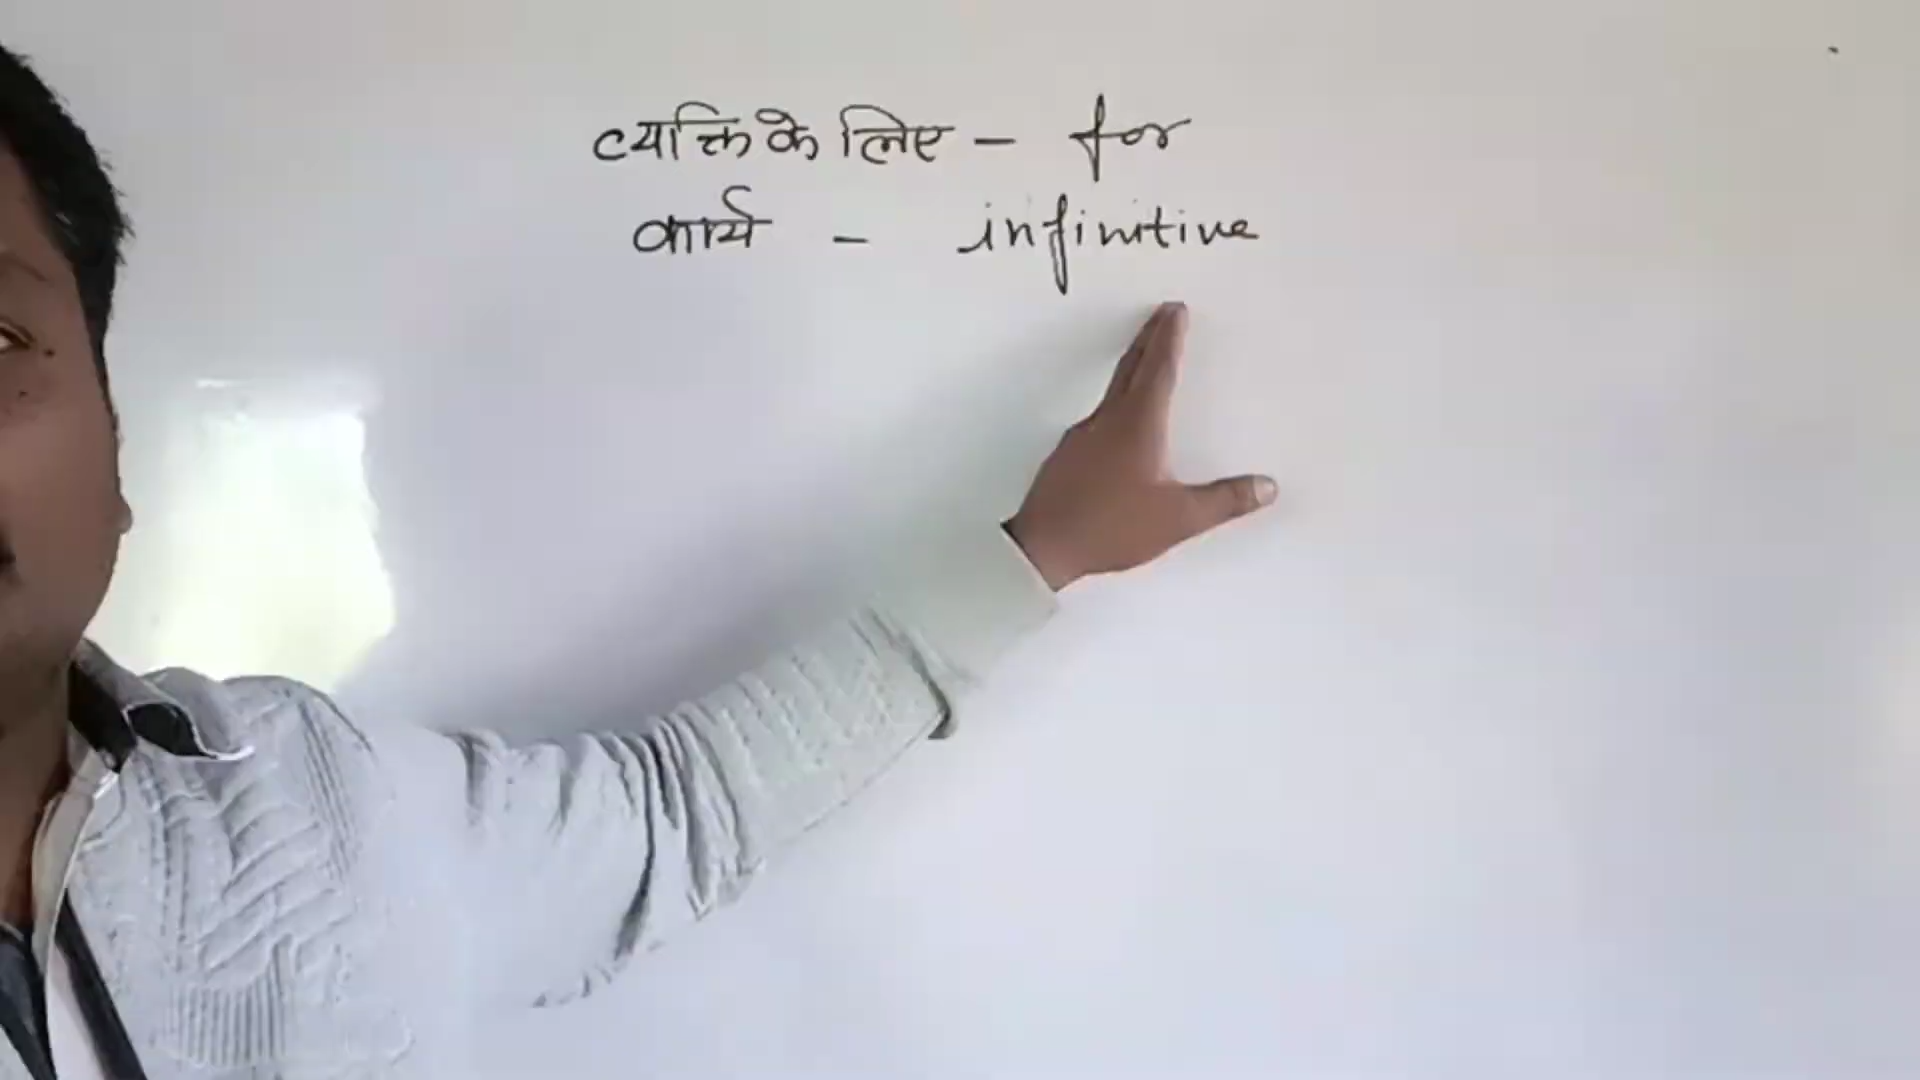 व्यक्ति के लिए - for
कार्य - infinitive